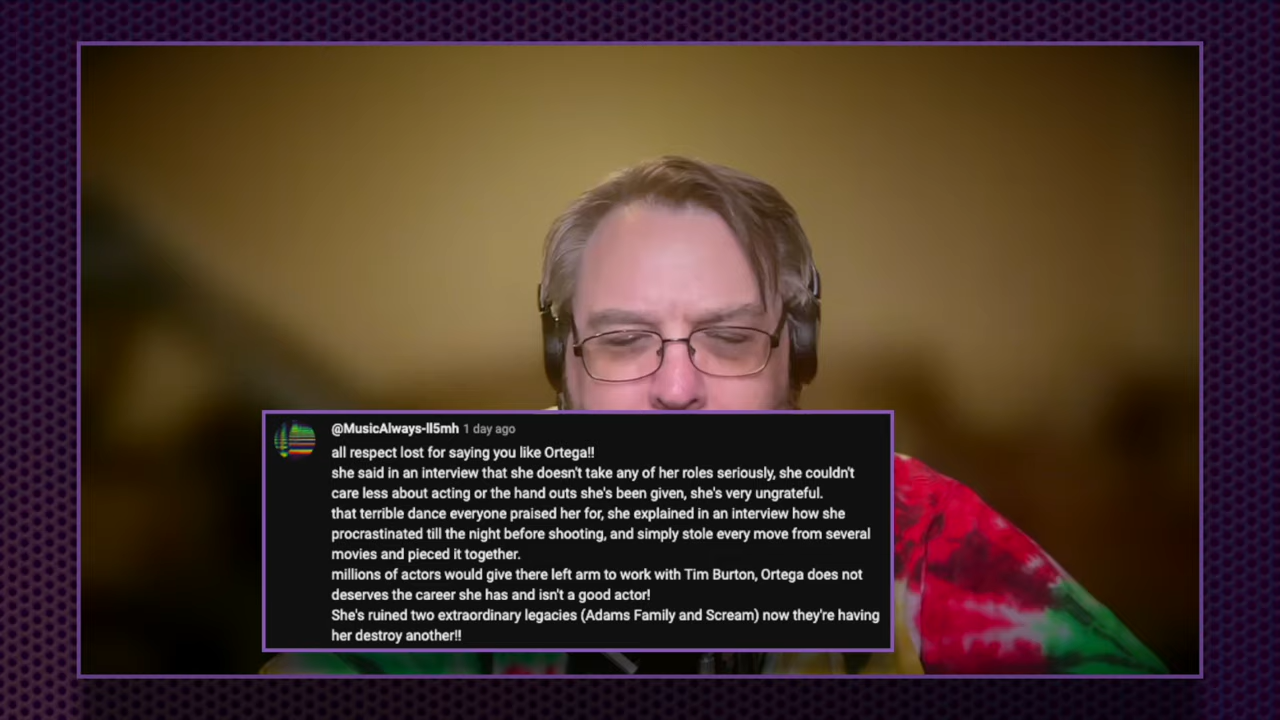 @MusicAlways-ll5mh 1 day ago
all respect lost for saying you like Ortega!!
she said in an interview that she doesn't take any of her roles seriously, she couldn't
care less about acting or the hand outs she's been given, she's very ungrateful.
that terrible dance everyone praised her for, she explained in an interview how she
procrastinated till the night before shooting, and simply stole every move from several
movies and pieced it together.
millions of actors would give there left arm to work with Tim Burton, Ortega does not
deserves the career she has and isn't a good actor!
She's ruined two extraordinary legacies (Adams Family and Scream) now they're having
her destroy another!!